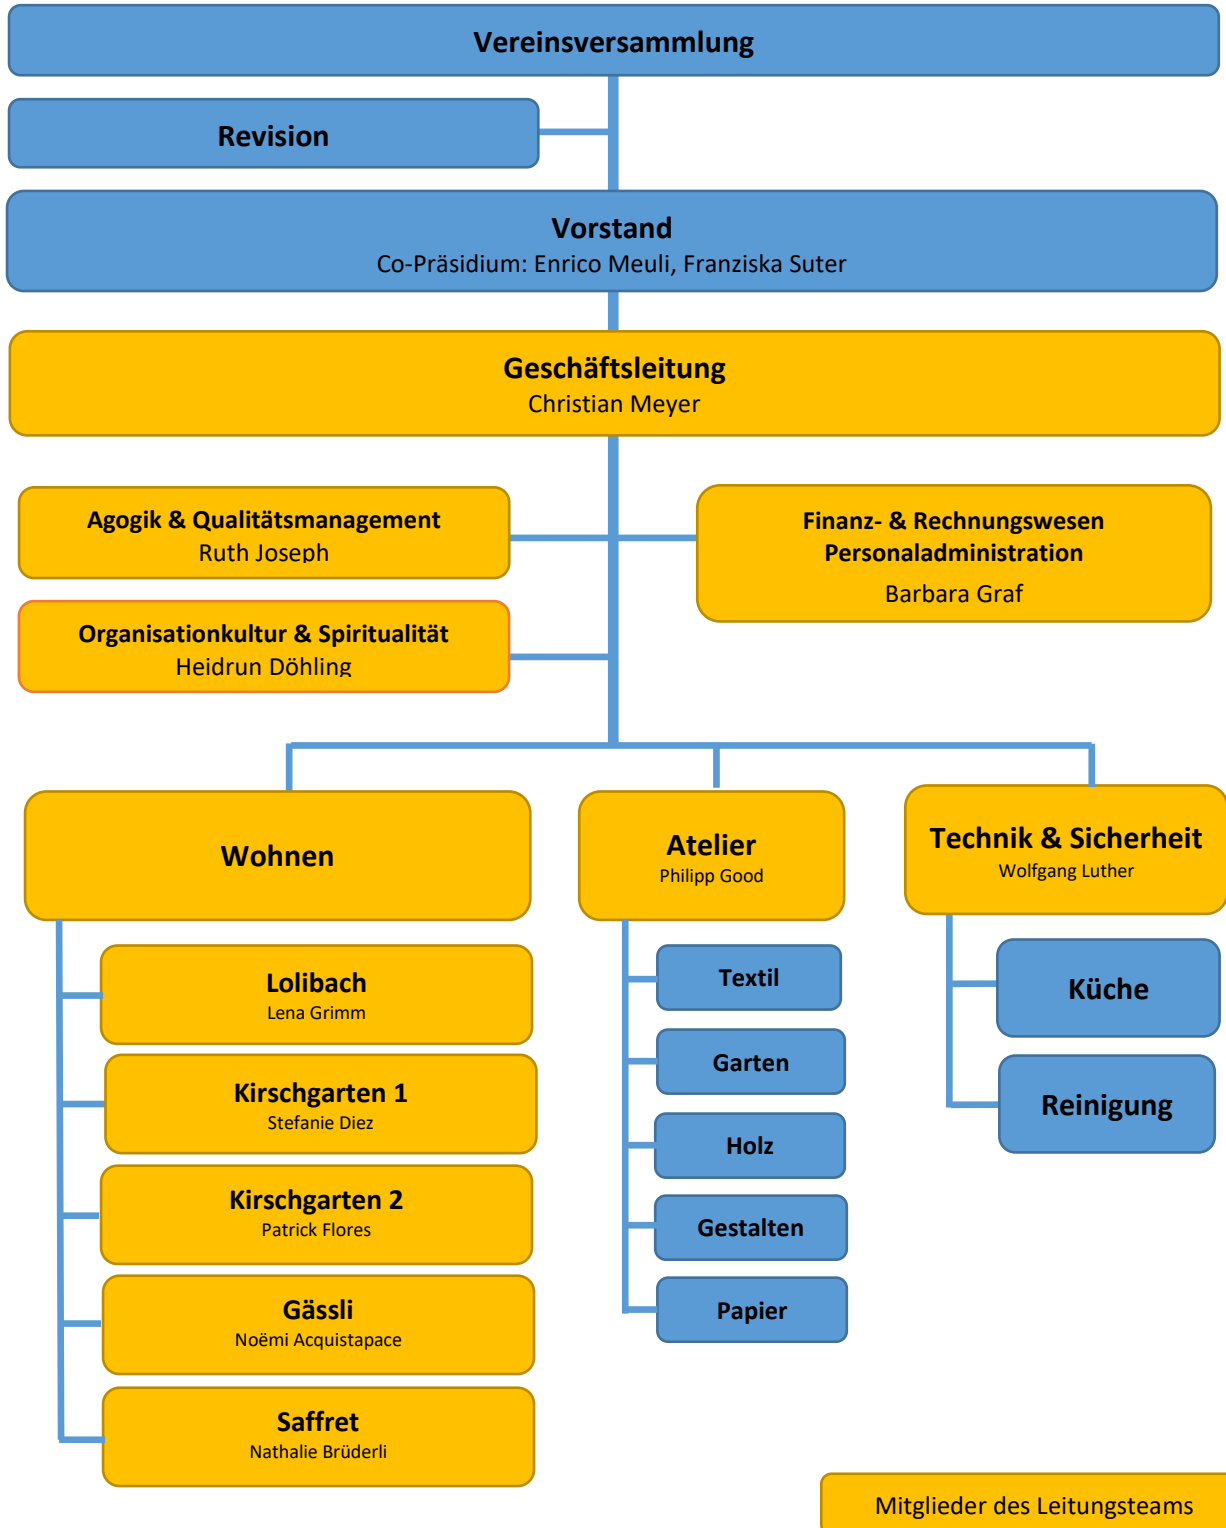 Vereinsversammlung
Revision
Vorstand
Co-Präsidium: Enrico Meuli, Franziska Suter
Geschäftsleitung
Christian Meyer
Agogik & Qualitätsmanagement
Ruth Joseph
Finanz- & Rechnungswesen
Personaladministration
Barbara Graf
Organisationkultur & Spiritualität
Heidrun Döhling
Wohnen
Lolibach
Lena Grimm
Kirschgarten 1
Stefanie Diez
Kirschgarten 2
Patrick Flores
Gässli
Noëmi Acquistapace
Saffret
Nathalie Brüderli
Atelier
Philipp Good
Textil
Garten
Holz
Gestalten
Papier
Technik & Sicherheit
Wolfgang Luther
Küche
Reinigung
Mitglieder des Leitungsteams